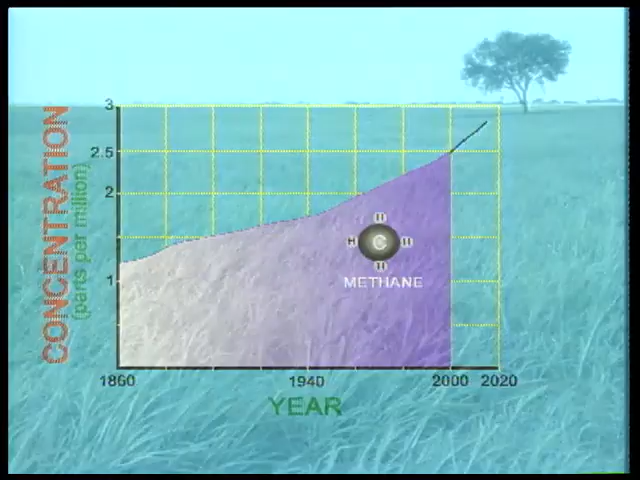 CONCENTRATION
(parts per million)
3
2.5
2
1
H
H C H
H
METHANE
1860 1940 2000 2020
YEAR